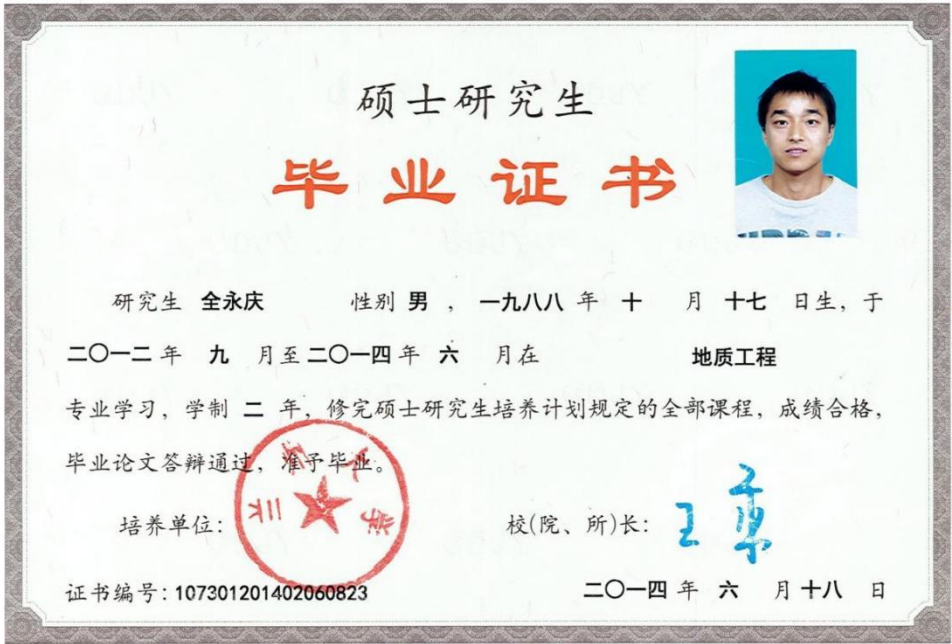 硕士研究生
毕业证书
研究生 全永庆 性别 男 , 一九八八 年 十 月 十七 日生, 于
二〇一二 年 九 月至 二〇一四 年 六 月在 地质工程
专业学习, 学制 二 年, 修完硕士研究生培养计划规定的全部课程, 成绩合格,
毕业论文答辩通过, 准予毕业。
培养单位: 校(院、所)长:
证书编号: 107301201402060823 二〇一四 年 六 月 十八 日